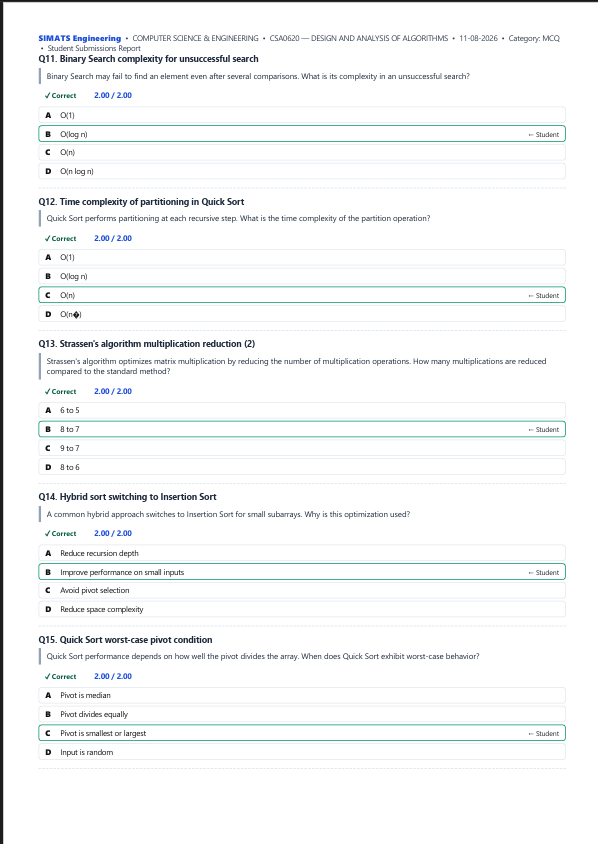 SIMATS Engineering • COMPUTER SCIENCE & ENGINEERING • CSA0620 — DESIGN AND ANALYSIS OF ALGORITHMS • 11-08-2026 • Category: MCQ
• Student Submissions Report
Q11. Binary Search complexity for unsuccessful search
Binary Search may fail to find an element even after several comparisons. What is its complexity in an unsuccessful search?
✓ Correct 2.00 / 2.00
A O(1)
B O(log n) ← Student
C O(n)
D O(n log n)
Q12. Time complexity of partitioning in Quick Sort
Quick Sort performs partitioning at each recursive step. What is the time complexity of the partition operation?
✓ Correct 2.00 / 2.00
A O(1)
B O(log n)
C O(n) ← Student
D O(n�)
Q13. Strassen's algorithm multiplication reduction (2)
Strassen's algorithm optimizes matrix multiplication by reducing the number of multiplication operations. How many multiplications are reduced
compared to the standard method?
✓ Correct 2.00 / 2.00
A 6 to 5
B 8 to 7 ← Student
C 9 to 7
D 8 to 6
Q14. Hybrid sort switching to Insertion Sort
A common hybrid approach switches to Insertion Sort for small subarrays. Why is this optimization used?
✓ Correct 2.00 / 2.00
A Reduce recursion depth
B Improve performance on small inputs ← Student
C Avoid pivot selection
D Reduce space complexity
Q15. Quick Sort worst-case pivot condition
Quick Sort performance depends on how well the pivot divides the array. When does Quick Sort exhibit worst-case behavior?
✓ Correct 2.00 / 2.00
A Pivot is median
B Pivot divides equally
C Pivot is smallest or largest ← Student
D Input is random